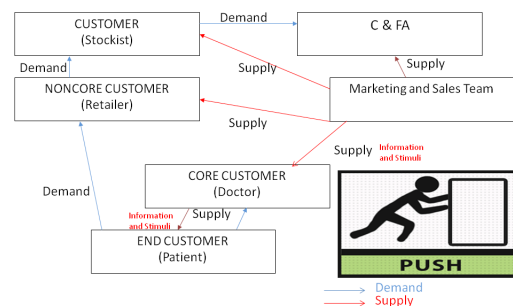 CUSTOMER
(Stockist)
Demand
C & FA
Demand
Supply
Supply
NONCORE CUSTOMER
(Retailer)
Marketing and Sales Team
Supply
Supply
Information
and Stimuli
CORE CUSTOMER
(Doctor)
Demand
Information
and Stimuli
Supply
END CUSTOMER
(Patient)
PUSH
Demand
Supply